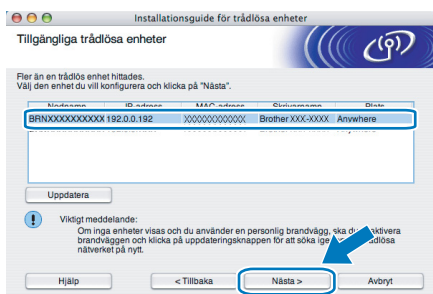 Installationsguide för trådlösa enheter
Tillgängliga trådlösa enheter
Fler än en trådlös enhet hittades.
Välj den enhet du vill konfigurera och klicka på "Nästa".
Nodnamn IP-adress MAC-adress Skrivarnamn Plats
BRNXXXXXXXXXX 192.0.0.192 XXXXXXXXXXXX Brother XXX-XXXX Anywhere
Uppdatera
Viktigt meddelande:
Om inga enheter visas och du använder en personlig brandvägg, ska du
brandväggen och klicka på uppdateringsknappen för att söka
nätverket på nytt.
Hjälp < Tillbaka Nästa > Avbryt